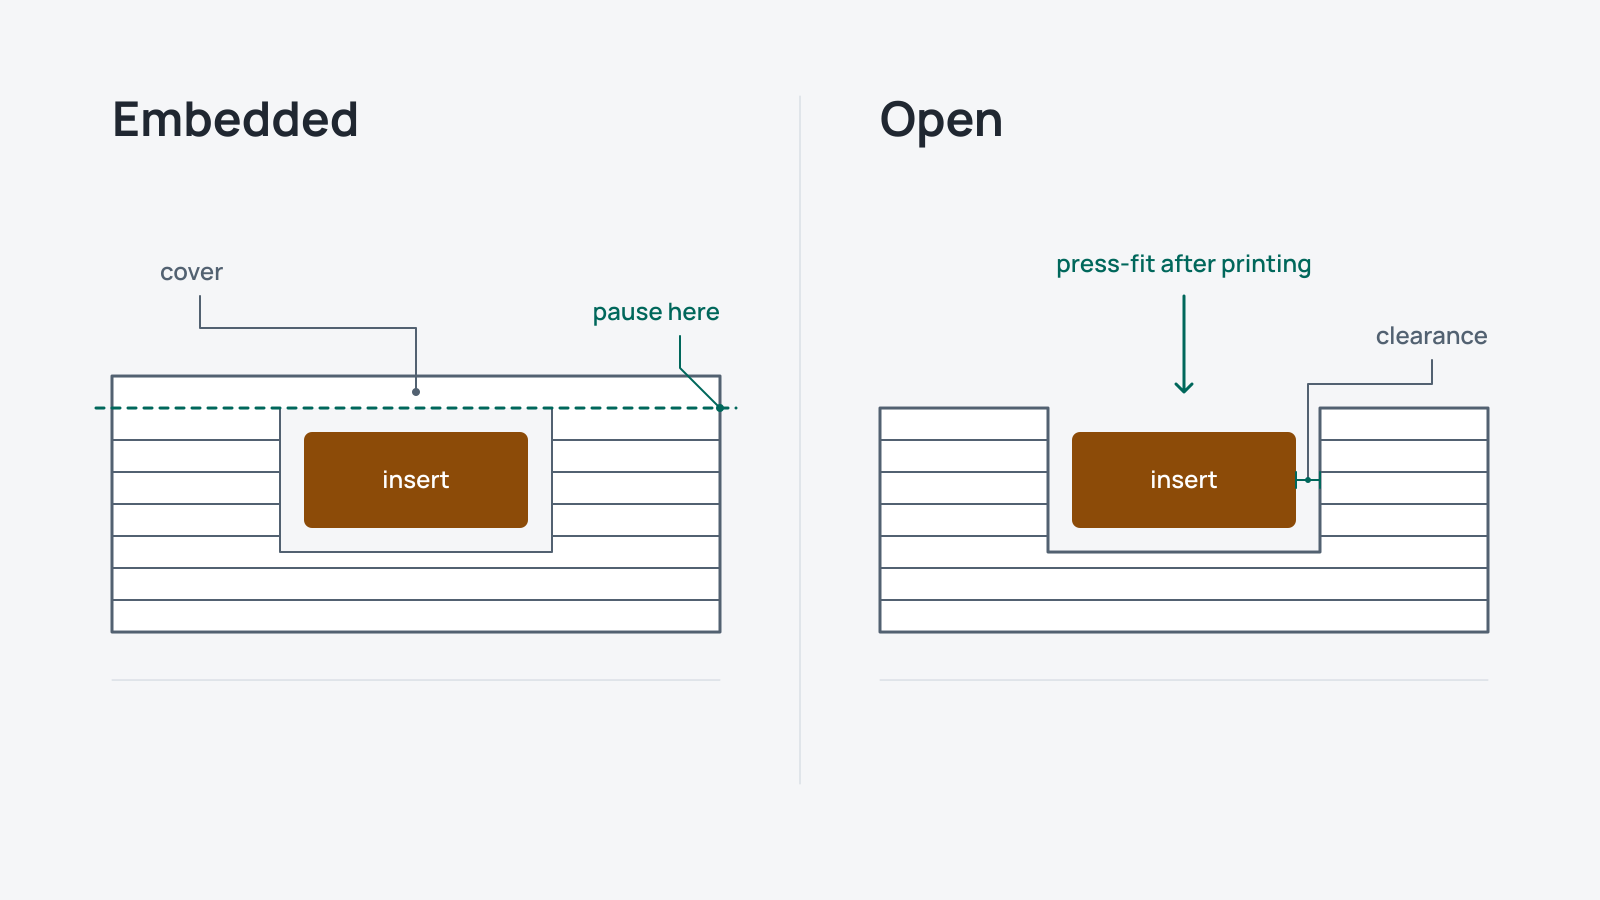 Embedded
cover
pause here
insert
Open
press-fit after printing
clearance
insert